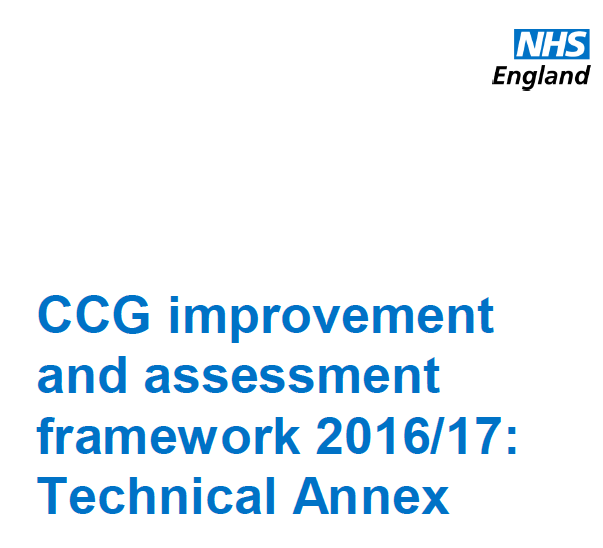 NHS
England
CCG improvement
and assessment
framework 2016/17:
Technical Annex